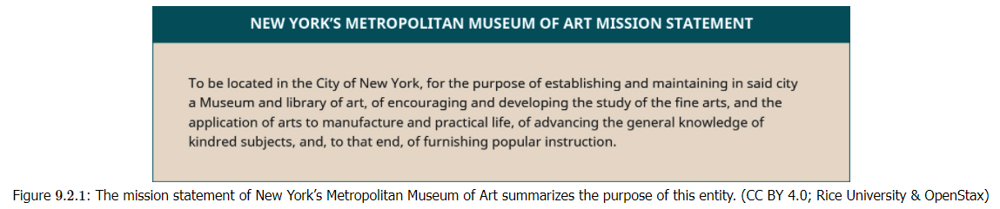 NEW YORK’S METROPOLITAN MUSEUM OF ART MISSION STATEMENT
To be located in the City of New York, for the purpose of establishing and maintaining in said city
a Museum and library of art, of encouraging and developing the study of the fine arts, and the
application of arts to manufacture and practical life, of advancing the general knowledge of
kindred subjects, and, to that end, of furnishing popular instruction.
Figure 9.2.1: The mission statement of New York’s Metropolitan Museum of Art summarizes the purpose of this entity. (CC BY 4.0; Rice University & OpenStax)